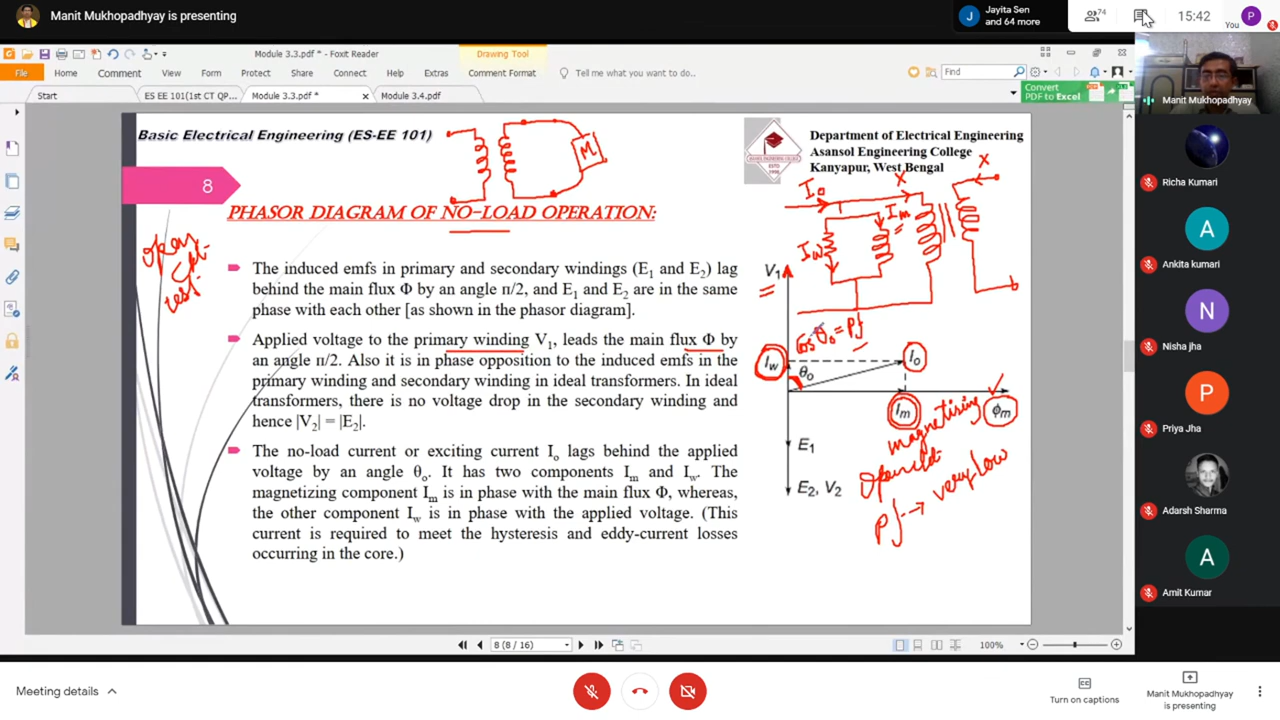 Manit Mukhopadhyay is presenting
J
Jayita Sen
and 64 more
74
15:42
P
You
Module 3.3.pdf * - Foxit Reader
Drawing Tool
File
Home
Comment
View
Form
Protect
Share
Connect
Help
Extras
Comment Format
Tell me what you want to do..
Find
Start
ES EE 101(1st CT QP...
Module 3.3.pdf *
Module 3.4.pdf
Convert
PDF to Excel
Basic Electrical Engineering (ES-EE 101)
M
Department of Electrical Engineering
Asansol Engineering College
Kanyapur, West Bengal
8
PHASOR DIAGRAM OF NO-LOAD OPERATION:
open
ckt
test
The induced emfs in primary and secondary windings (E1 and E2) lag
behind the main flux Φ by an angle π/2, and E1 and E2 are in the same
phase with each other [as shown in the phasor diagram].
Applied voltage to the primary winding V1, leads the main flux Φ by
an angle π/2. Also it is in phase opposition to the induced emfs in the
primary winding and secondary winding in ideal transformers. In ideal
transformers, there is no voltage drop in the secondary winding and
hence |V2| = |E2|.
The no-load current or exciting current Io lags behind the applied
voltage by an angle θo. It has two components Im and Iw. The
magnetizing component Im is in phase with the main flux Φ, whereas,
the other component Iw is in phase with the applied voltage. (This
current is required to meet the hysteresis and eddy-current losses
occurring in the core.)
Io
X
X
Im
Iw
V1
Cos θo = Pf
Iw
θo
Io
Im
ϕm
magnetising
E1
E2, V2
Open ckt
Pf → very low
8 (8 / 16)
100%
Manit Mukhopadhyay
Richa Kumari
A
Ankita kumari
N
Nisha jha
P
Priya Jha
Adarsh Sharma
A
Amit Kumar
Meeting details
Turn on captions
Manit Mukhopadhyay
is presenting